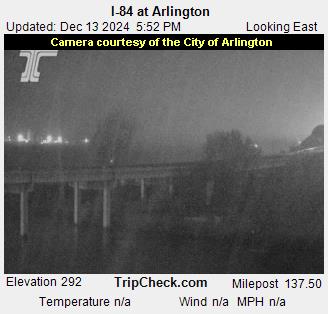 I-84 at Arlington
Updated: Dec 13 2024 5:52 PM Looking East
Camera courtesy of the City of Arlington
Elevation 292 TripCheck.com Milepost 137.50
Temperature n/a Wind n/a MPH n/a